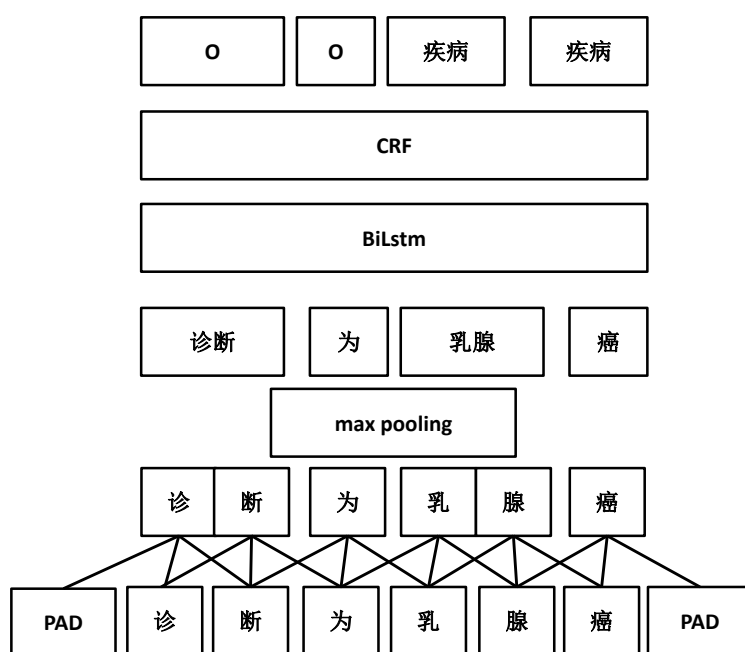 O O 疾病 疾病
CRF
BiLstm
诊断 为 乳腺 癌
max pooling
诊 断 为 乳 腺 癌
PAD 诊 断 为 乳 腺 癌 PAD